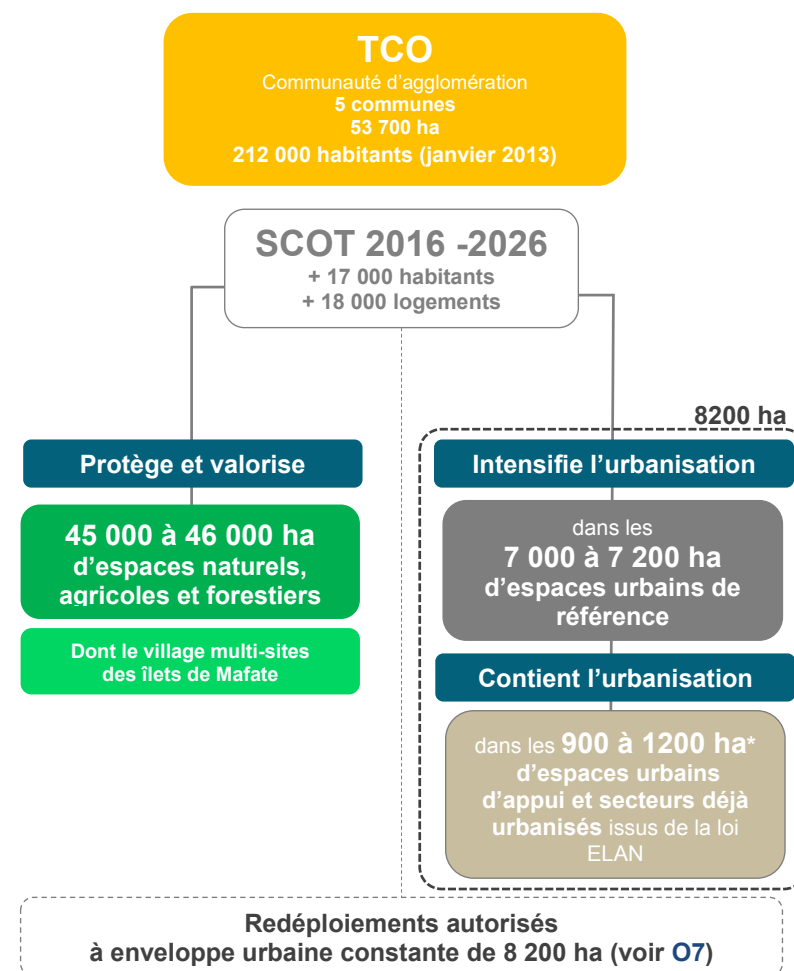 TCO
Communauté d'agglomération
5 communes
53 700 ha
212 000 habitants (janvier 2013)
SCOT 2016 -2026
+ 17 000 habitants
+ 18 000 logements
8200 ha
Protège et valorise
45 000 à 46 000 ha
d'espaces naturels,
agricoles et forestiers
Dont le village multi-sites
des îlets de Mafate
Intensifie l'urbanisation
dans les
7 000 à 7 200 ha
d'espaces urbains de
référence
Contient l'urbanisation
dans les 900 à 1200 ha*
d'espaces urbains
d'appui et secteurs déjà
urbanisés issus de la loi
ELAN
Redéploiements autorisés
à enveloppe urbaine constante de 8 200 ha (voir O7)